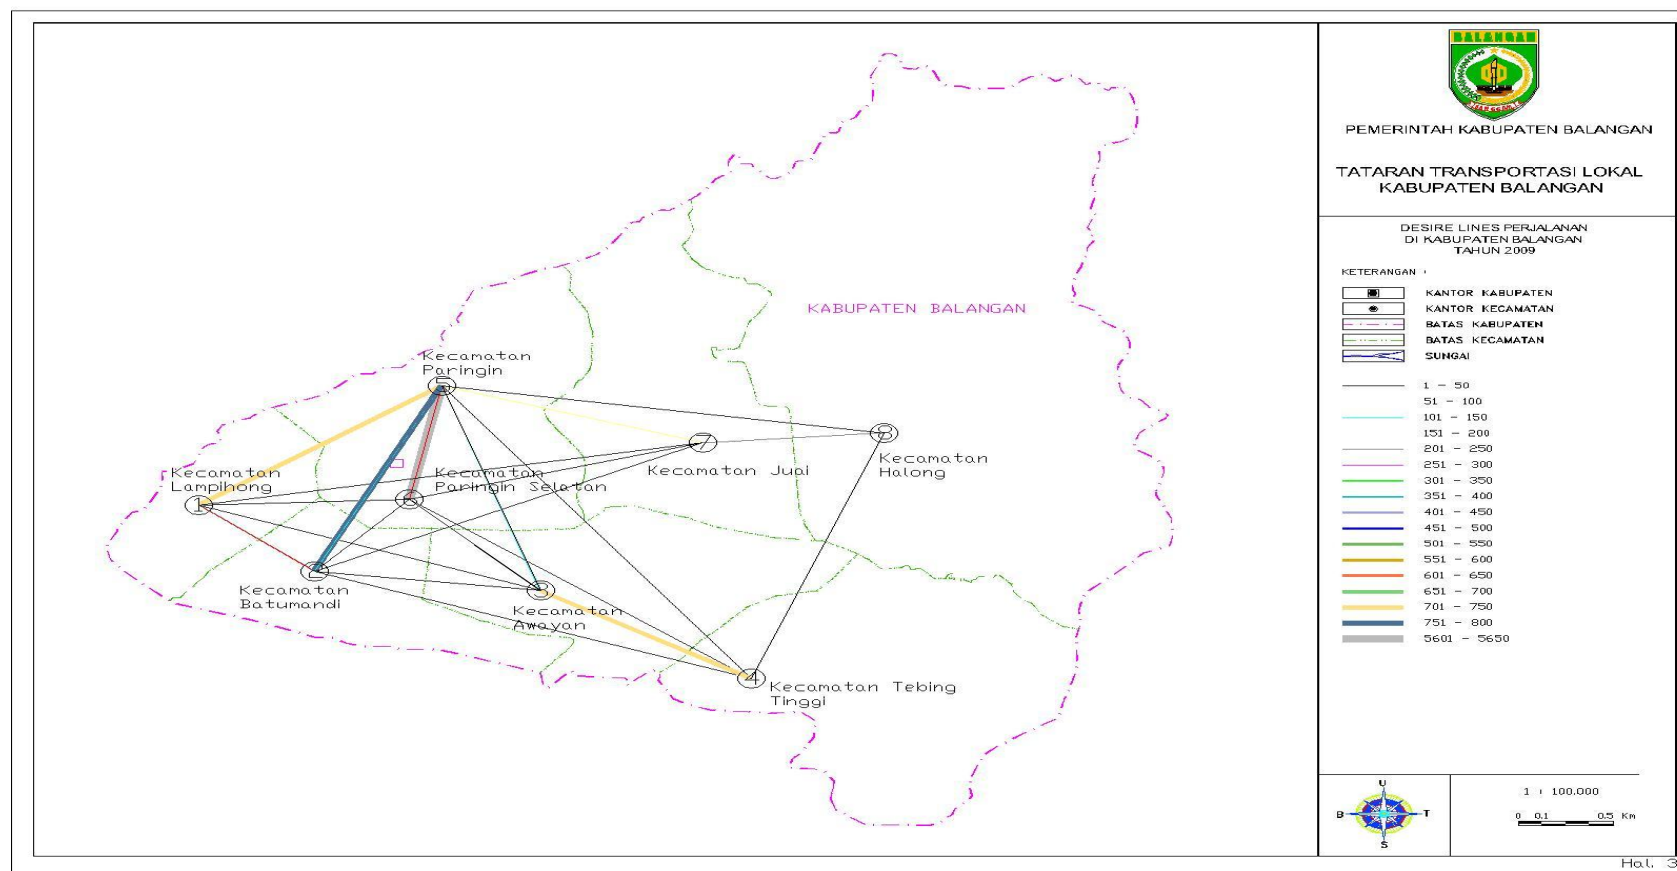 BALANGAN
SANGGAM
PEMERINTAH KABUPATEN BALANGAN
TATARAN TRANSPORTASI LOKAL
KABUPATEN BALANGAN
DESIRE LINES PERJALANAN
DI KABUPATEN BALANGAN
TAHUN 2009
KETERANGAN :
KANTOR KABUPATEN
KANTOR KECAMATAN
BATAS KABUPATEN
BATAS KECAMATAN
SUNGAI
1 - 50
51 - 100
101 - 150
151 - 200
201 - 250
251 - 300
301 - 350
351 - 400
401 - 450
451 - 500
501 - 550
551 - 600
601 - 650
651 - 700
701 - 750
751 - 800
5601 - 5650
U
B
T
S
1 : 100.000
0 0.1 0.5 Km
Hal. 3
KABUPATEN BALANGAN
Kecamatan
Paringin
5
7
Kecamatan Juai
8
Kecamatan
Halong
Kecamatan
Lampihong
1
Kecamatan
Paringin Selatan
6
2
Kecamatan
Batumandi
3
Kecamatan
Awayan
4
Kecamatan Tebing
Tinggi